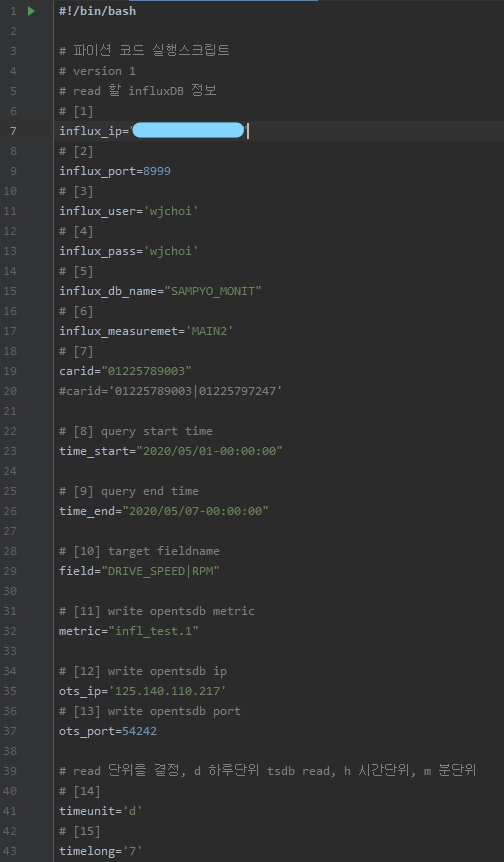 1 #!/bin/bash
2
3 # 파이션 코드 실행스크립트
4 # version 1
5 # read 할 influxDB 정보
6 # [1]
7 influx_ip='
8 # [2]
9 influx_port=8999
10 # [3]
11 influx_user='wjchoi'
12 # [4]
13 influx_pass='wjchoi'
14 # [5]
15 influx_db_name="SAMPYO_MONIT"
16 # [6]
17 influx_measuremet='MAIN2'
18 # [7]
19 carid="01225789003"
20 #carid='01225789003|01225797247'
21
22 # [8] query start time
23 time_start="2020/05/01-00:00:00"
24
25 # [9] query end time
26 time_end="2020/05/07-00:00:00"
27
28 # [10] target fieldname
29 field="DRIVE_SPEED|RPM"
30
31 # [11] write opentsdb metric
32 metric="infl_test.1"
33
34 # [12] write opentsdb ip
35 ots_ip='125.140.110.217'
36 # [13] write opentsdb port
37 ots_port=54242
38
39 # read 단위를 결정, d 하루단위 tsdb read, h 시간단위, m 분단위
40 # [14]
41 timeunit='d'
42 # [15]
43 timelong='7'